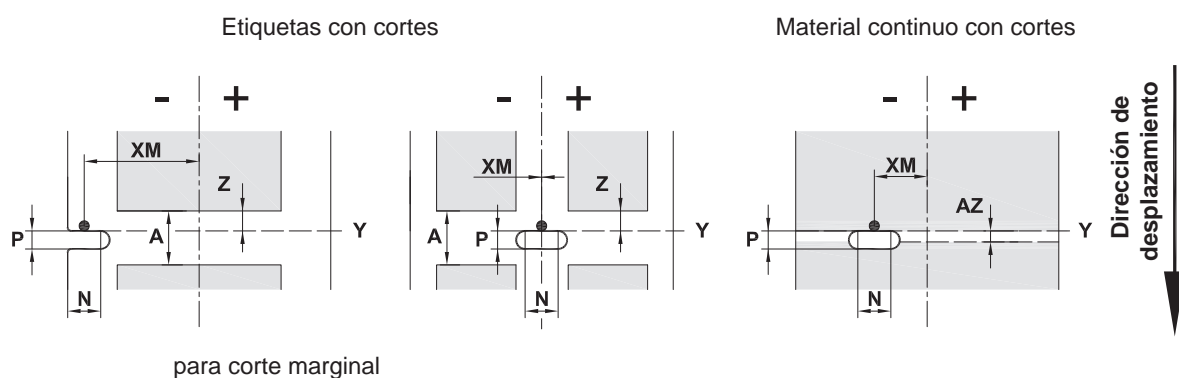 Etiquetas con cortes
Material continuo con cortes
- +
XM
Z
P
A
Y
N
para corte marginal
- +
XM
Z
A
P
Y
N
- +
XM
AZ
P
Y
N
Dirección de
desplazamiento